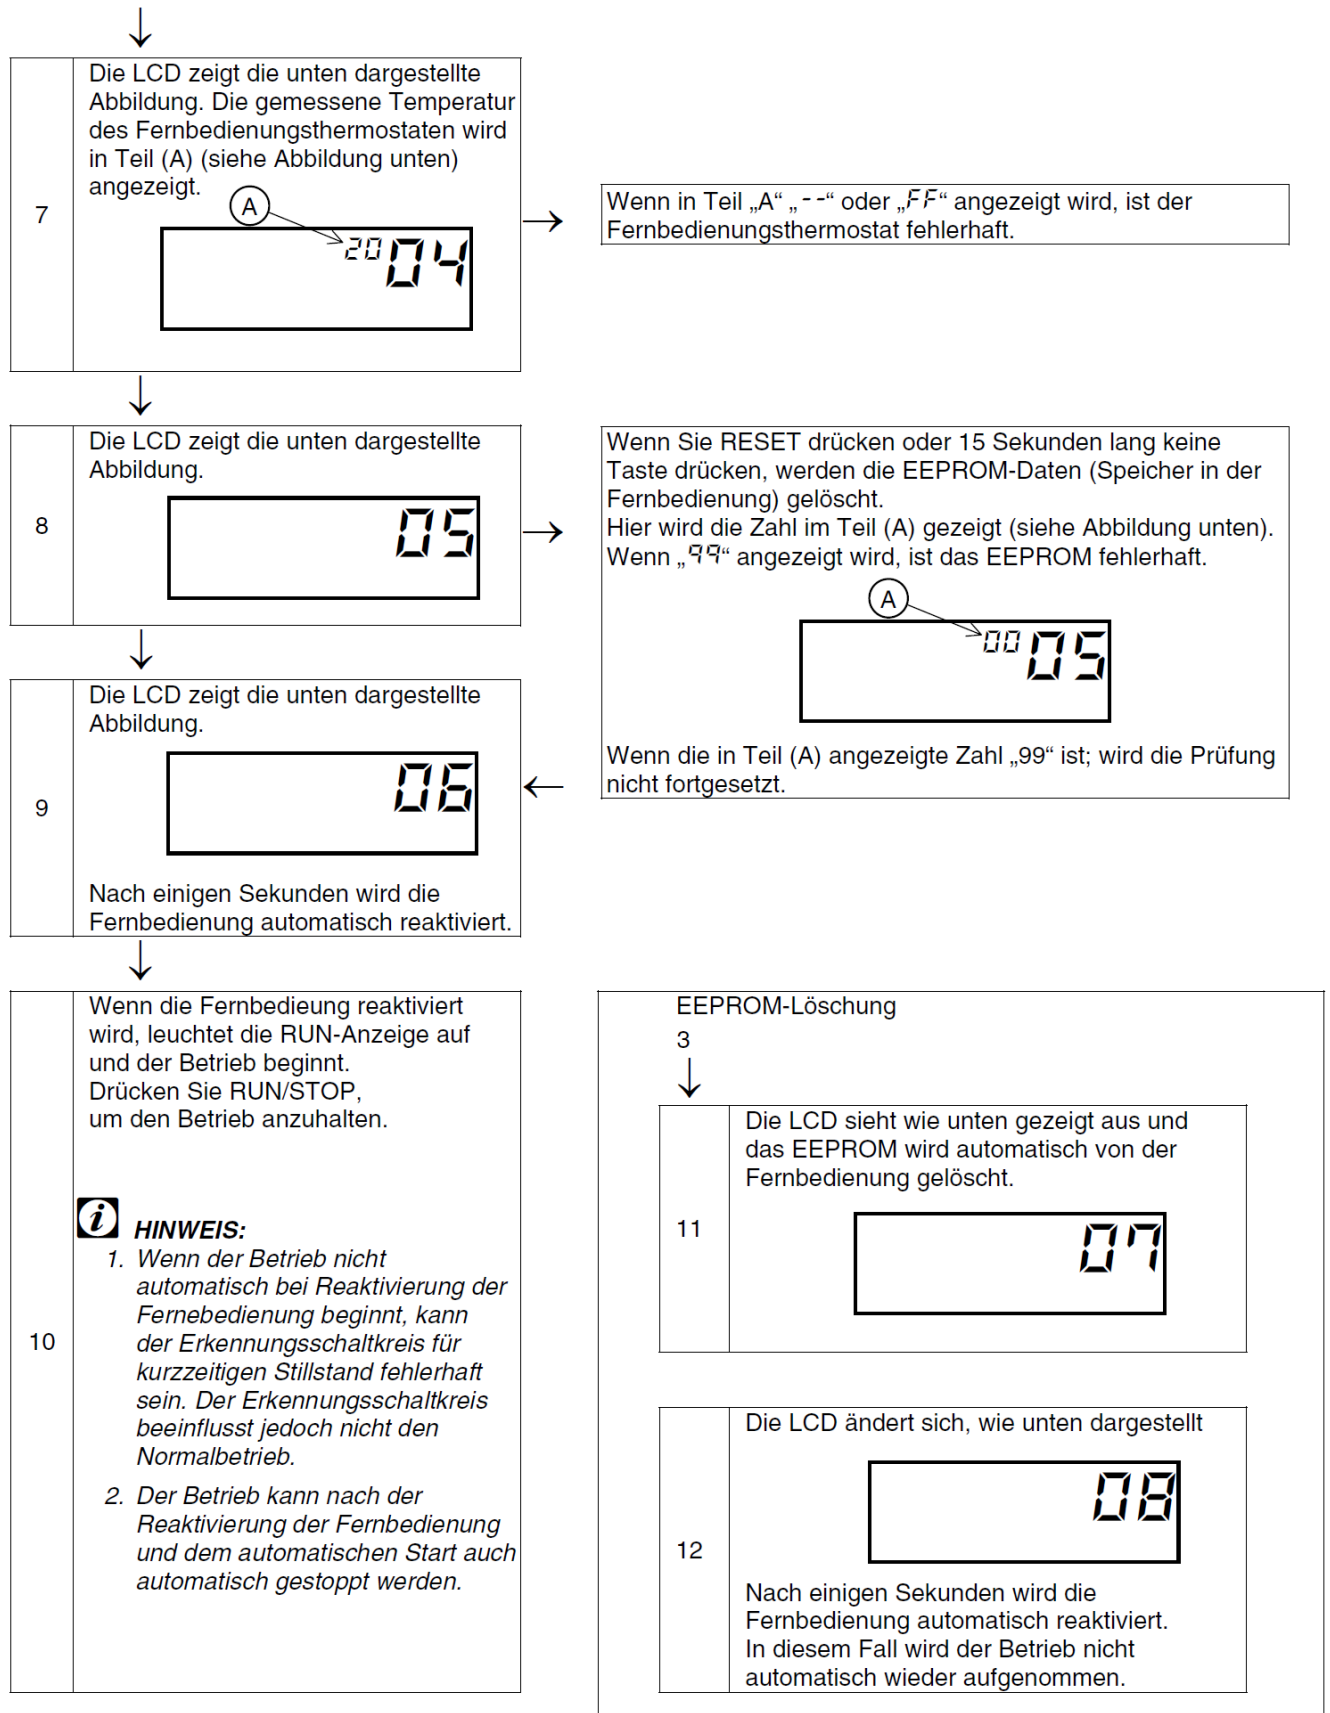 7
Die LCD zeigt die unten dargestellte
Abbildung. Die gemessene Temperatur
des Fernbedienungsthermostaten wird
in Teil (A) (siehe Abbildung unten)
angezeigt.
A
20 04
Wenn in Teil „A“ „--“ oder „FF“ angezeigt wird, ist der
Fernbedienungsthermostat fehlerhaft.
8
Die LCD zeigt die unten dargestellte
Abbildung.
05
Wenn Sie RESET drücken oder 15 Sekunden lang keine
Taste drücken, werden die EEPROM-Daten (Speicher in der
Fernbedienung) gelöscht.
Hier wird die Zahl im Teil (A) gezeigt (siehe Abbildung unten).
Wenn „99“ angezeigt wird, ist das EEPROM fehlerhaft.
A
00 05
Wenn die in Teil (A) angezeigte Zahl „99“ ist; wird die Prüfung
nicht fortgesetzt.
9
Die LCD zeigt die unten dargestellte
Abbildung.
06
Nach einigen Sekunden wird die
Fernbedienung automatisch reaktiviert.
10
Wenn die Fernbedieung reaktiviert
wird, leuchtet die RUN-Anzeige auf
und der Betrieb beginnt.
Drücken Sie RUN/STOP,
um den Betrieb anzuhalten.
i HINWEIS:
1. Wenn der Betrieb nicht
automatisch bei Reaktivierung der
Fernebedienung beginnt, kann
der Erkennungsschaltkreis für
kurzzeitigen Stillstand fehlerhaft
sein. Der Erkennungsschaltkreis
beeinflusst jedoch nicht den
Normalbetrieb.
2. Der Betrieb kann nach der
Reaktivierung der Fernbedienung
und dem automatischen Start auch
automatisch gestoppt werden.
EEPROM-Löschung
3
11
Die LCD sieht wie unten gezeigt aus und
das EEPROM wird automatisch von der
Fernbedienung gelöscht.
07
12
Die LCD ändert sich, wie unten dargestellt
08
Nach einigen Sekunden wird die
Fernbedienung automatisch reaktiviert.
In diesem Fall wird der Betrieb nicht
automatisch wieder aufgenommen.